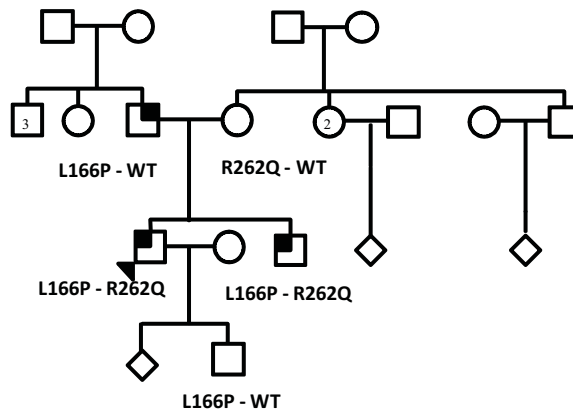 3
2
L166P - WT
R262Q - WT
L166P - R262Q
L166P - R262Q
L166P - WT